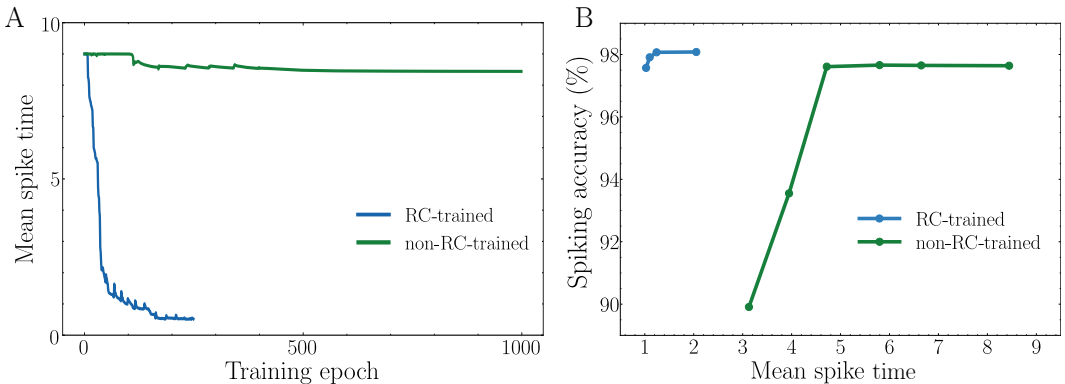 A
10
5
0
Mean spike time
RC-trained
non-RC-trained
0 500 1000
Training epoch
B
98
96
94
92
90
Spiking accuracy (%)
RC-trained
non-RC-trained
1 2 3 4 5 6 7 8 9
Mean spike time